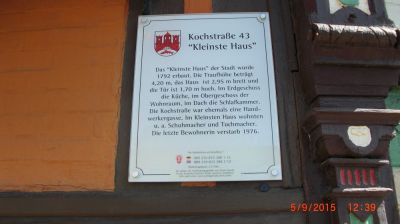 Kochstraße 43
"Kleinste Haus"
Das "Kleinste Haus" der Stadt wurde
1792 erbaut. Die Traufhöhe beträgt
4,20 m, das Haus ist 2,95 m breit und
die Tür ist 1,70 m hoch. Im Erdgeschoss
die Küche, im Obergeschoss der
Wohnraum, im Dach die Schlafkammer.
Die Kochstraße war ehemals eine Hand-
werkergasse. Im Kleinsten Haus wohnten
u. a. Schuhmacher und Tuchmacher.
Die letzte Bewohnerin verstarb 1976.
5/9/2015 12:39